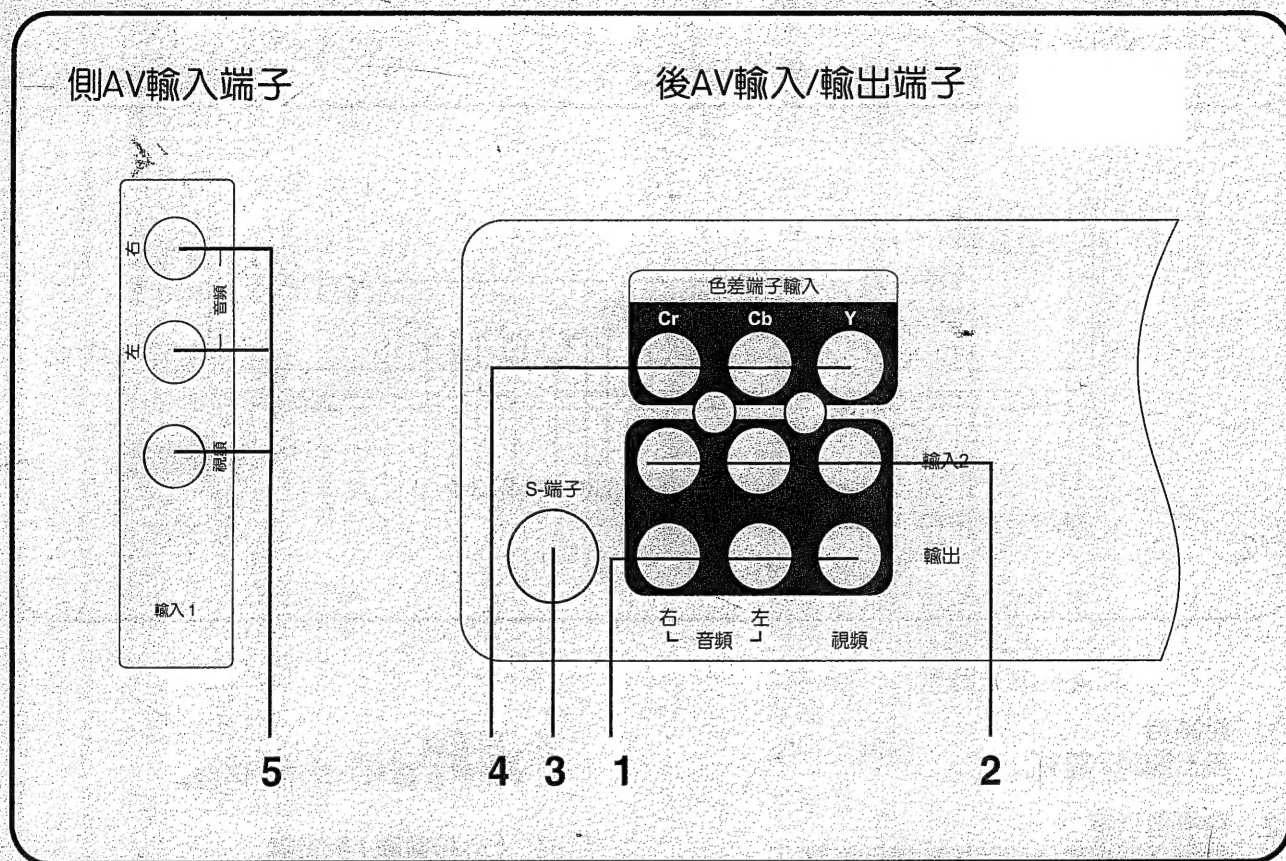 側AV輸入端子
後AV輸入/輸出端子
右
音頻
左
視頻
輸入 1
色差端子輸入
Cr Cb Y
輸入2
S-端子
輸出
右 左
音頻 視頻
5 4 3 1 2